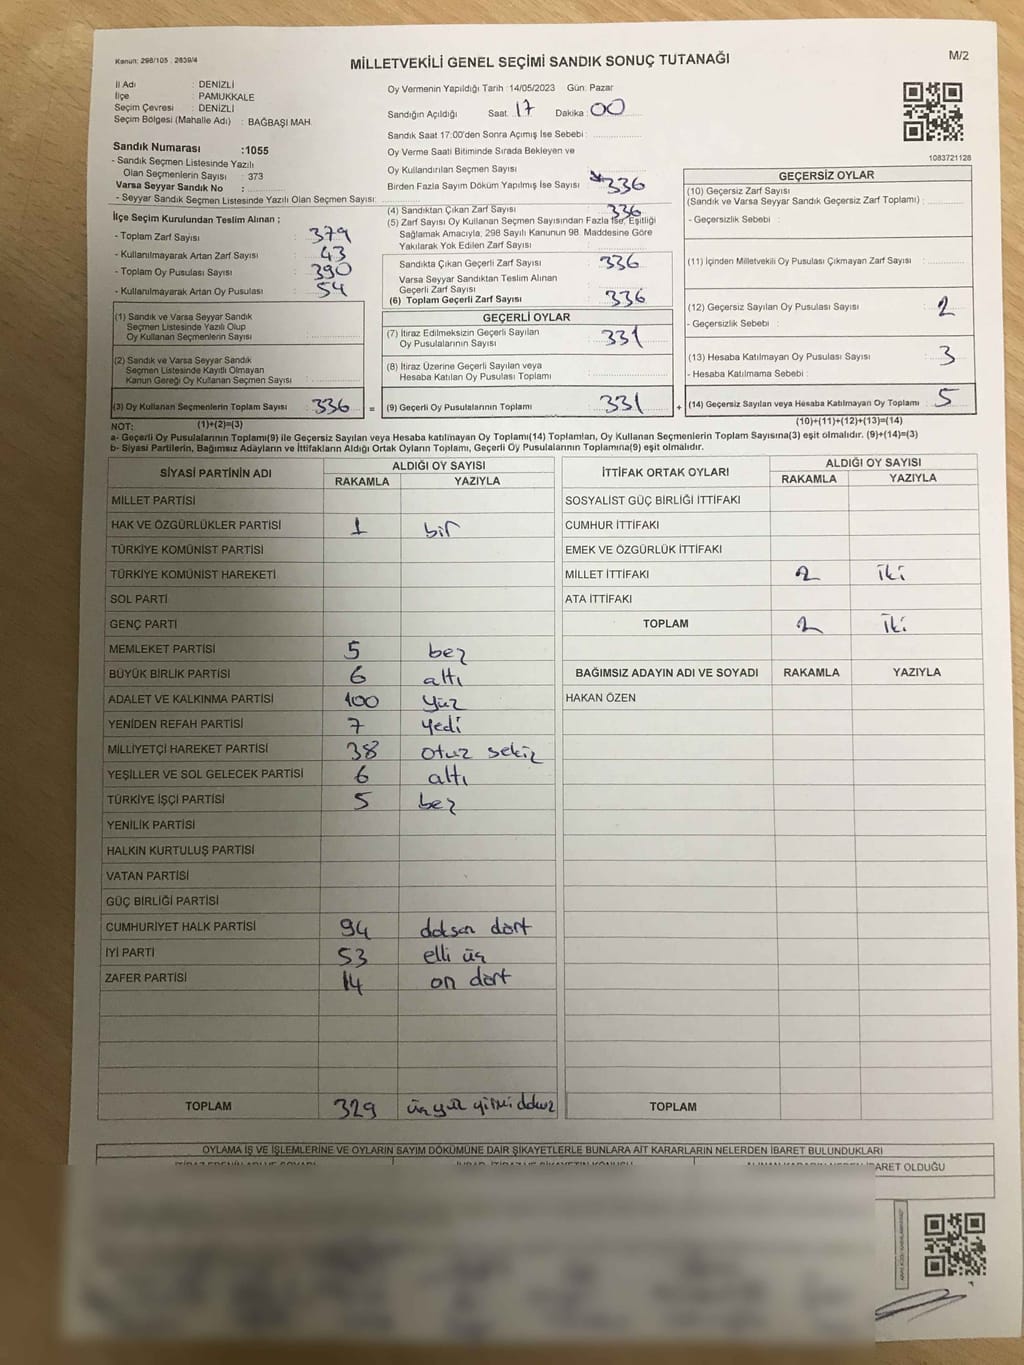 Kanun: 298/105 , 2839/4
MİLLETVEKİLİ GENEL SEÇİMİ SANDIK SONUÇ TUTANAĞI
M/2
İl Adı : DENİZLİ
İlçe : PAMUKKALE
Seçim Çevresi : DENİZLİ
Seçim Bölgesi (Mahalle Adı) : BAĞBAŞI MAH.
Sandık Numarası :1055
- Sandık Seçmen Listesinde Yazılı
Olan Seçmenlerin Sayısı : 373
Varsa Seyyar Sandık No :
- Seyyar Sandık Seçmen Listesinde Yazılı Olan Seçmen Sayısı:
Oy Vermenin Yapıldığı Tarih :14/05/2023 Gün: Pazar
Sandığın Açıldığı Saat: 17 Dakika: 00
Sandık Saat 17:00'den Sonra Açımış İse Sebebi :
Oy Verme Saati Bitiminde Sırada Bekleyen ve
Oy Kullandırılan Seçmen Sayısı
Birden Fazla Sayım Döküm Yapılmış İse Sayısı 336
1083721128
İlçe Seçim Kurulundan Teslim Alınan ;
- Toplam Zarf Sayısı : 379
- Kullanılmayarak Artan Zarf Sayısı : 43
- Toplam Oy Pusulası Sayısı : 390
- Kullanılmayarak Artan Oy Pusulası : 54
(1) Sandık ve Varsa Seyyar Sandık
Seçmen Listesinde Yazılı Olup
Oy Kullanan Seçmenlerin Sayısı :
(2) Sandık ve Varsa Seyyar Sandık
Seçmen Listesinde Kayıtlı Olmayan
Kanun Gereği Oy Kullanan Seçmen Sayısı :
(3) Oy Kullanan Seçmenlerin Toplam Sayısı : 336 =
(4) Sandıktan Çıkan Zarf Sayısı : 336
(5) Zarf Sayısı Oy Kullanan Seçmen Sayısından Fazla İse, Eşitliği
Sağlamak Amacıyla, 298 Sayılı Kanunun 98. Maddesine Göre
Yakılarak Yok Edilen Zarf Sayısı :
Sandıkta Çıkan Geçerli Zarf Sayısı : 336
Varsa Seyyar Sandıktan Teslim Alınan
Geçerli Zarf Sayısı
(6) Toplam Geçerli Zarf Sayısı : 336
GEÇERLİ OYLAR
(7) İtiraz Edilmeksizin Geçerli Sayılan
Oy Pusulalarının Sayısı : 331
(8) İtiraz Üzerine Geçerli Sayılan veya
Hesaba Katılan Oy Pusulası Toplamı :
(9) Geçerli Oy Pusulalarının Toplamı : 331 +
GEÇERSİZ OYLAR
(10) Geçersiz Zarf Sayısı
(Sandık ve Varsa Seyyar Sandık Geçersiz Zarf Toplamı) :
- Geçersizlik Sebebi :
(11) İçinden Milletvekili Oy Pusulası Çıkmayan Zarf Sayısı :
(12) Geçersiz Sayılan Oy Pusulası Sayısı : 2
- Geçersizlik Sebebi :
(13) Hesaba Katılmayan Oy Pusulası Sayısı : 3
- Hesaba Katılmama Sebebi :
(14) Geçersiz Sayılan veya Hesaba Katılmayan Oy Toplamı : 5
NOT: (1)+(2)=(3) (10)+(11)+(12)+(13)=(14)
a- Geçerli Oy Pusulalarının Toplamı(9) ile Geçersiz Sayılan veya Hesaba katılmayan Oy Toplamı(14) Toplamları, Oy Kullanan Seçmenlerin Toplam Sayısına(3) eşit olmalıdır. (9)+(14)=(3)
b- Siyasi Partilerin, Bağımsız Adayların ve İttifakların Aldığı Ortak Oyların Toplamı, Geçerli Oy Pusulalarının Toplamına(9) eşit olmalıdır.
SİYASİ PARTİNİN ADI ALDIĞI OY SAYISI
RAKAMLA YAZIYLA
MİLLET PARTİSİ
HAK VE ÖZGÜRLÜKLER PARTİSİ 1 bir
TÜRKİYE KOMÜNİST PARTİSİ
TÜRKİYE KOMÜNİST HAREKETİ
SOL PARTİ
GENÇ PARTİ
MEMLEKET PARTİSİ 5 beş
BÜYÜK BİRLİK PARTİSİ 6 altı
ADALET VE KALKINMA PARTİSİ 100 yüz
YENİDEN REFAH PARTİSİ 7 yedi
MİLLİYETÇİ HAREKET PARTİSİ 38 otuz sekiz
YEŞİLLER VE SOL GELECEK PARTİSİ 6 altı
TÜRKİYE İŞÇİ PARTİSİ 5 beş
YENİLİK PARTİSİ
HALKIN KURTULUŞ PARTİSİ
VATAN PARTİSİ
GÜÇ BİRLİĞİ PARTİSİ
CUMHURİYET HALK PARTİSİ 94 doksan dört
İYİ PARTİ 53 elli üç
ZAFER PARTİSİ 14 on dört
TOPLAM 329 üç yüz yirmi dokuz
İTTİFAK ORTAK OYLARI ALDIĞI OY SAYISI
RAKAMLA YAZIYLA
SOSYALİST GÜÇ BİRLİĞİ İTTİFAKI
CUMHUR İTTİFAKI
EMEK VE ÖZGÜRLÜK İTTİFAKI
MİLLET İTTİFAKI 2 iki
ATA İTTİFAKI
TOPLAM 2 iki
BAĞIMSIZ ADAYIN ADI VE SOYADI RAKAMLA YAZIYLA
HAKAN ÖZEN
TOPLAM
OYLAMA İŞ VE İŞLEMLERİNE VE OYLARIN SAYIM DÖKÜMÜNE DAİR ŞİKAYETLERLE BUNLARA AİT KARARLARIN NELERDEN İBARET BULUNDUKLARI
BARET OLDUĞU